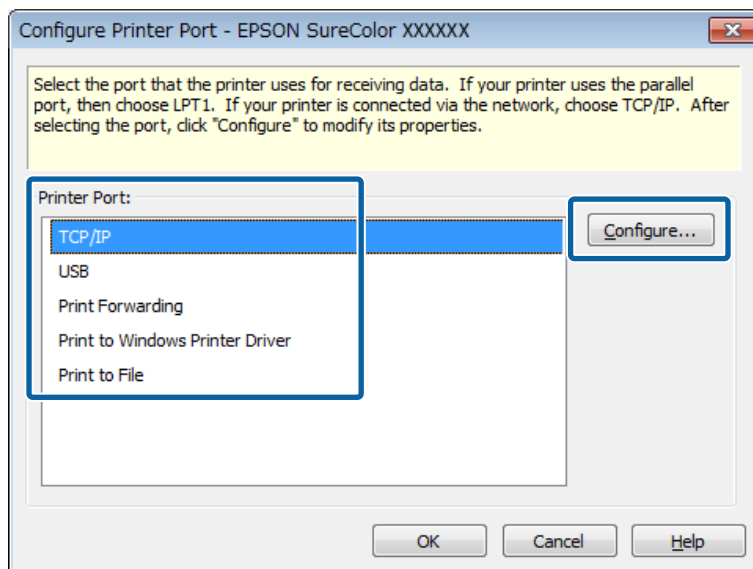 Configure Printer Port - EPSON SureColor XXXXXX
Select the port that the printer uses for receiving data. If your printer uses the parallel
port, then choose LPT1. If your printer is connected via the network, choose TCP/IP. After
selecting the port, click "Configure" to modify its properties.
Printer Port:
TCP/IP
Configure...
USB
Print Forwarding
Print to Windows Printer Driver
Print to File
OK
Cancel
Help